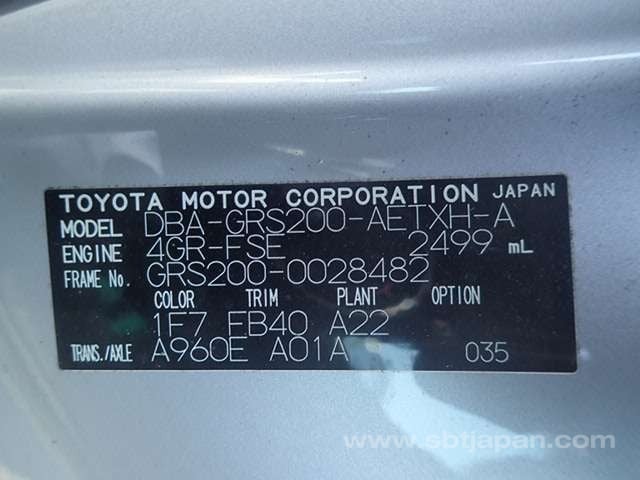 TOYOTA MOTOR CORPORATION JAPAN
MODEL DBA-GRS200-AETXH-A
ENGINE 4GR-FSE 2499 mL
FRAME No. GRS200-0028482
COLOR TRIM PLANT OPTION
1F7 FB40 A22
TRANS./AXLE A960E A01A 035
www.sbtjapan.com